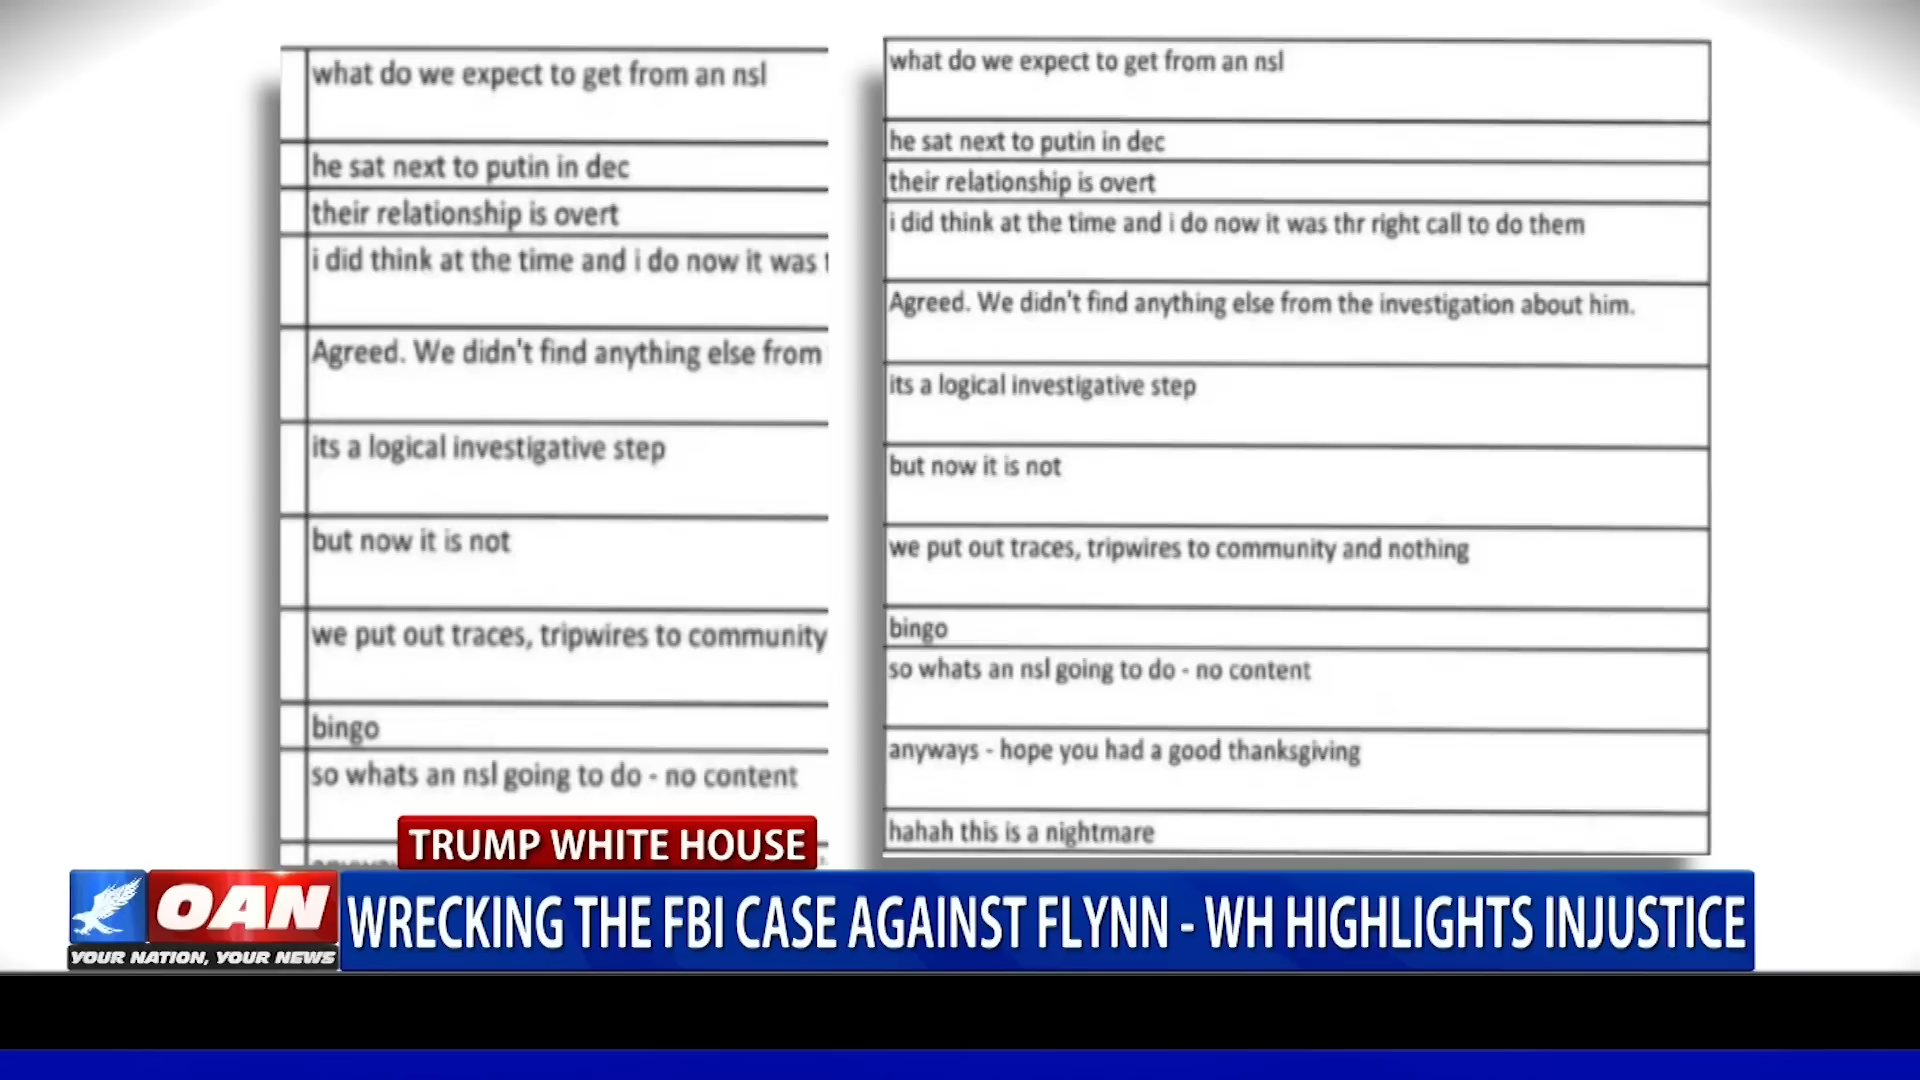 what do we expect to get from an nsl
he sat next to putin in dec
their relationship is overt
i did think at the time and i do now it was
Agreed. We didn't find anything else from
its a logical investigative step
but now it is not
we put out traces, tripwires to community
bingo
so whats an nsl going to do - no content
what do we expect to get from an nsl
he sat next to putin in dec
their relationship is overt
i did think at the time and i do now it was thr right call to do them
Agreed. We didn't find anything else from the investigation about him.
its a logical investigative step
but now it is not
we put out traces, tripwires to community and nothing
bingo
so whats an nsl going to do - no content
anyways - hope you had a good thanksgiving
hahah this is a nightmare
TRUMP WHITE HOUSE
OAN
YOUR NATION, YOUR NEWS
WRECKING THE FBI CASE AGAINST FLYNN - WH HIGHLIGHTS INJUSTICE